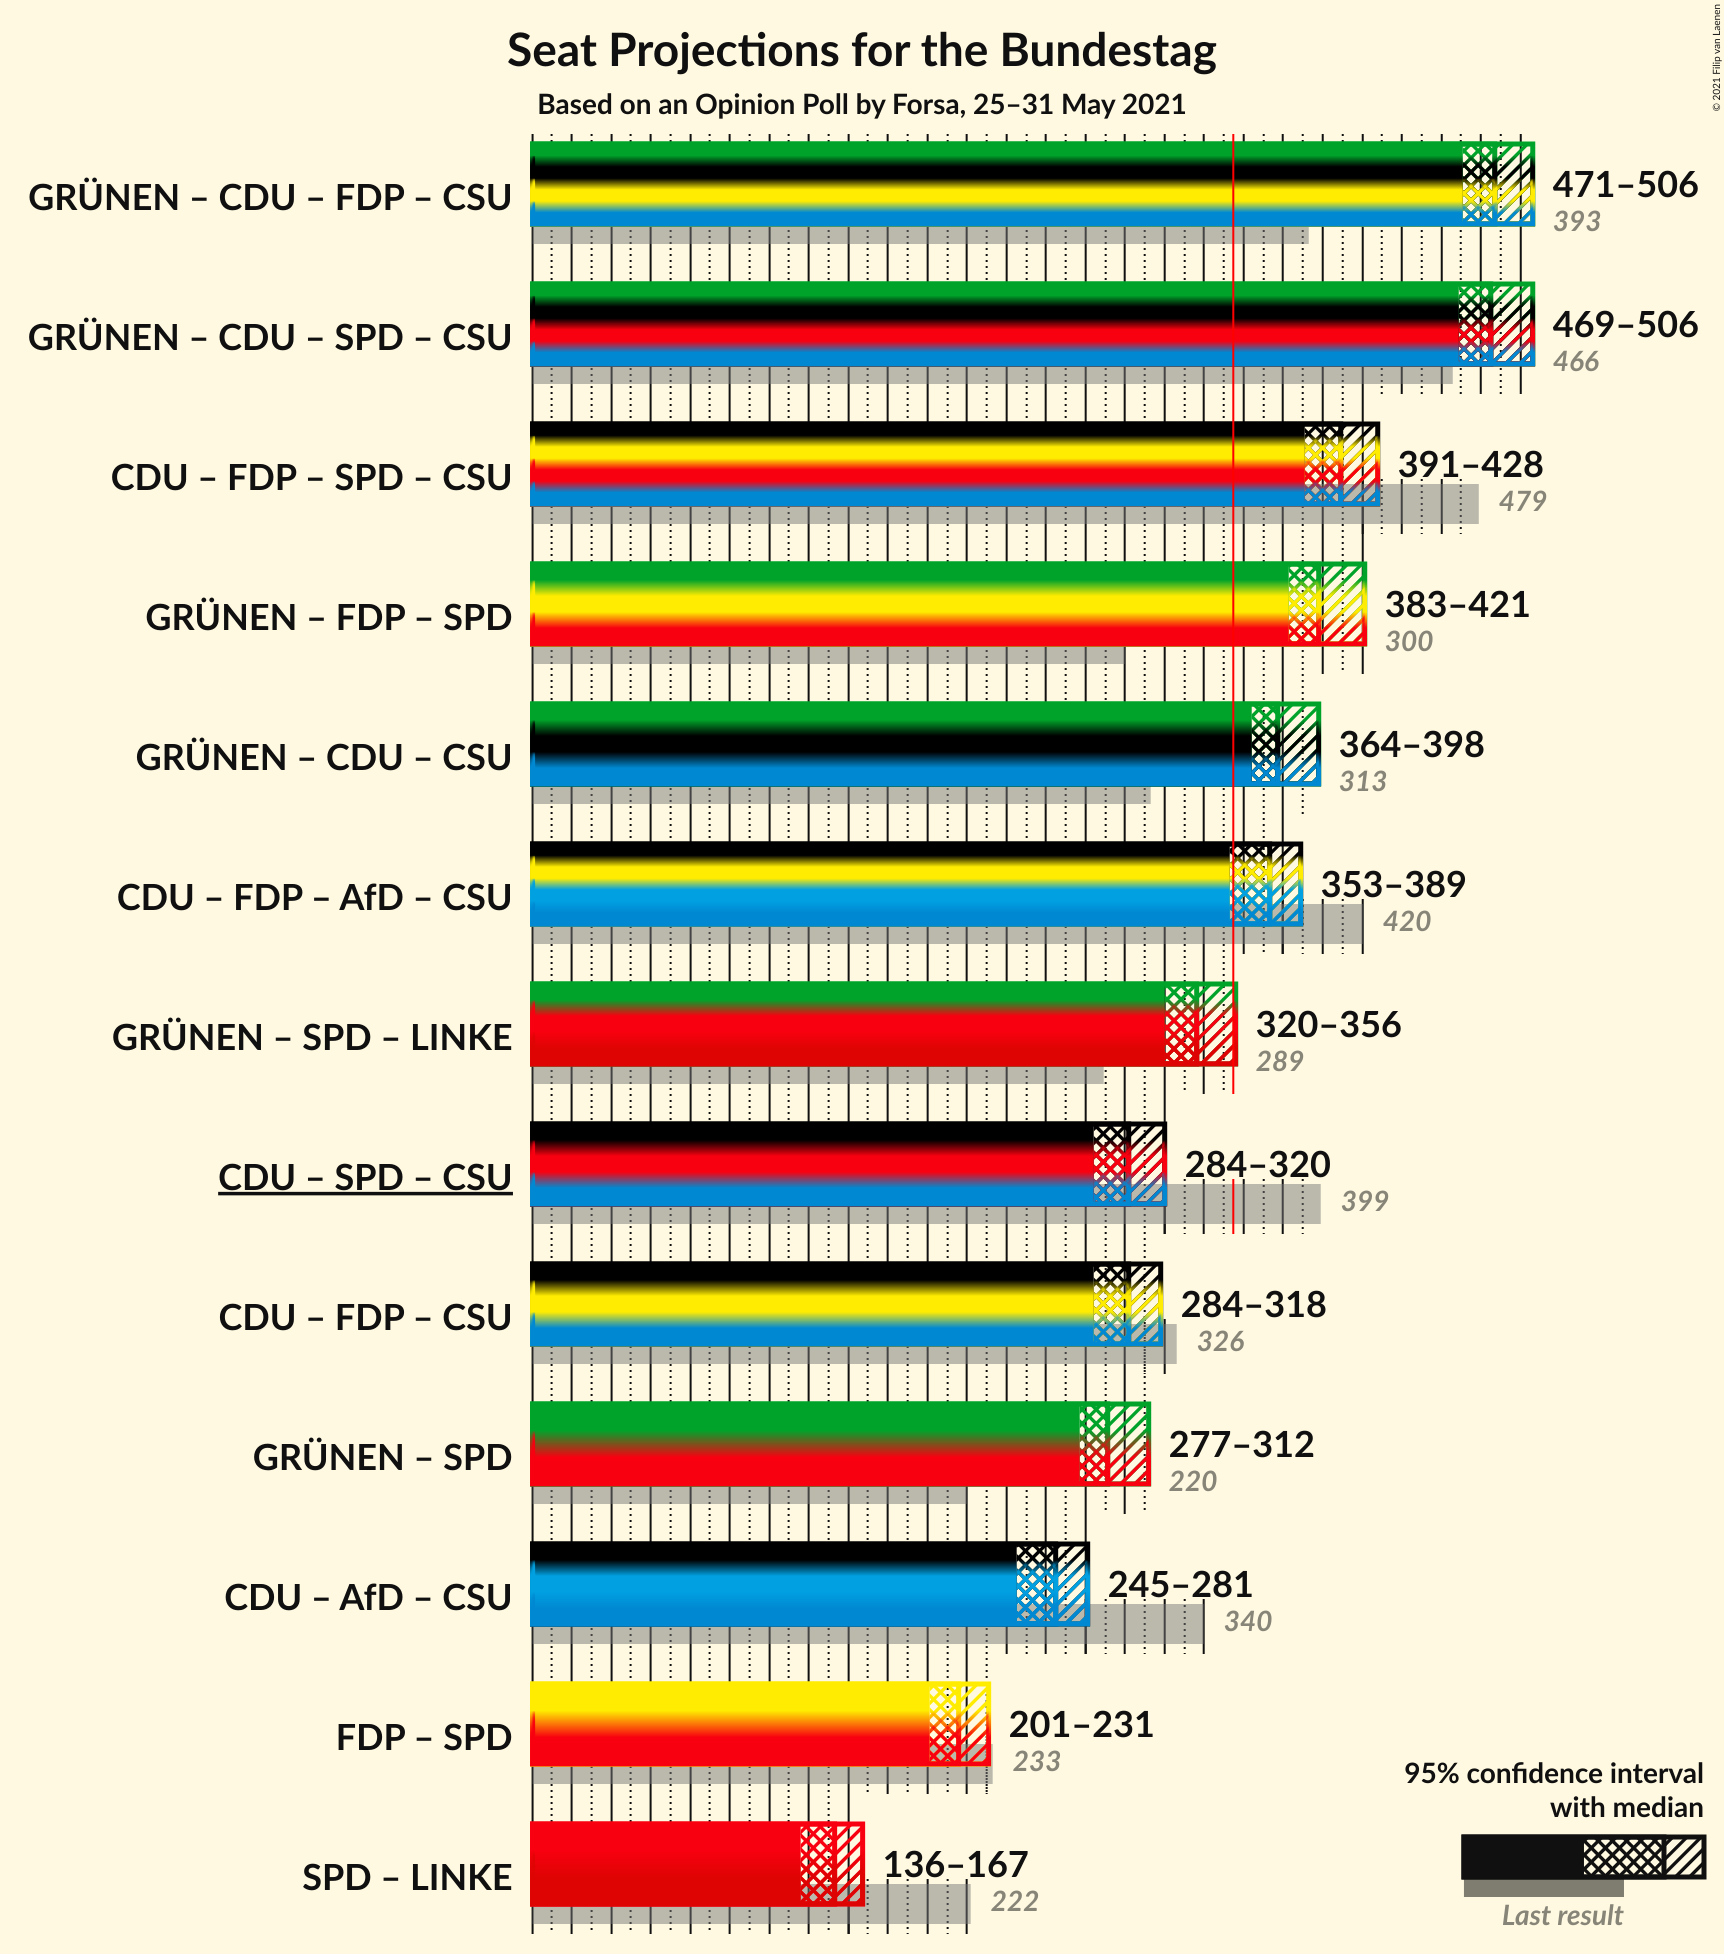 Seat Projections for the Bundestag
Based on an Opinion Poll by Forsa, 25–31 May 2021
© 2021 Filip van Laenen
GRÜNEN – CDU – FDP – CSU
471–506
393
GRÜNEN – CDU – SPD – CSU
469–506
466
CDU – FDP – SPD – CSU
391–428
479
GRÜNEN – FDP – SPD
383–421
300
GRÜNEN – CDU – CSU
364–398
313
CDU – FDP – AfD – CSU
353–389
420
GRÜNEN – SPD – LINKE
320–356
289
CDU – SPD – CSU
284–320
399
CDU – FDP – CSU
284–318
326
GRÜNEN – SPD
277–312
220
CDU – AfD – CSU
245–281
340
FDP – SPD
201–231
233
SPD – LINKE
136–167
222
95% confidence interval
with median
Last result